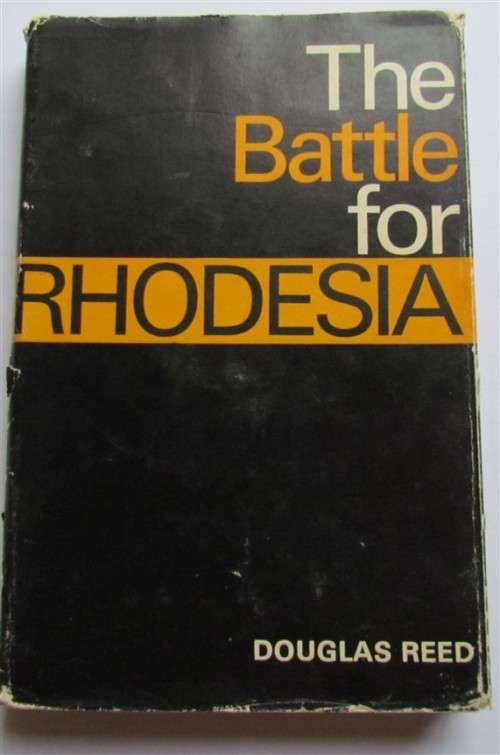 The
Battle
for
RHODESIA
DOUGLAS REED